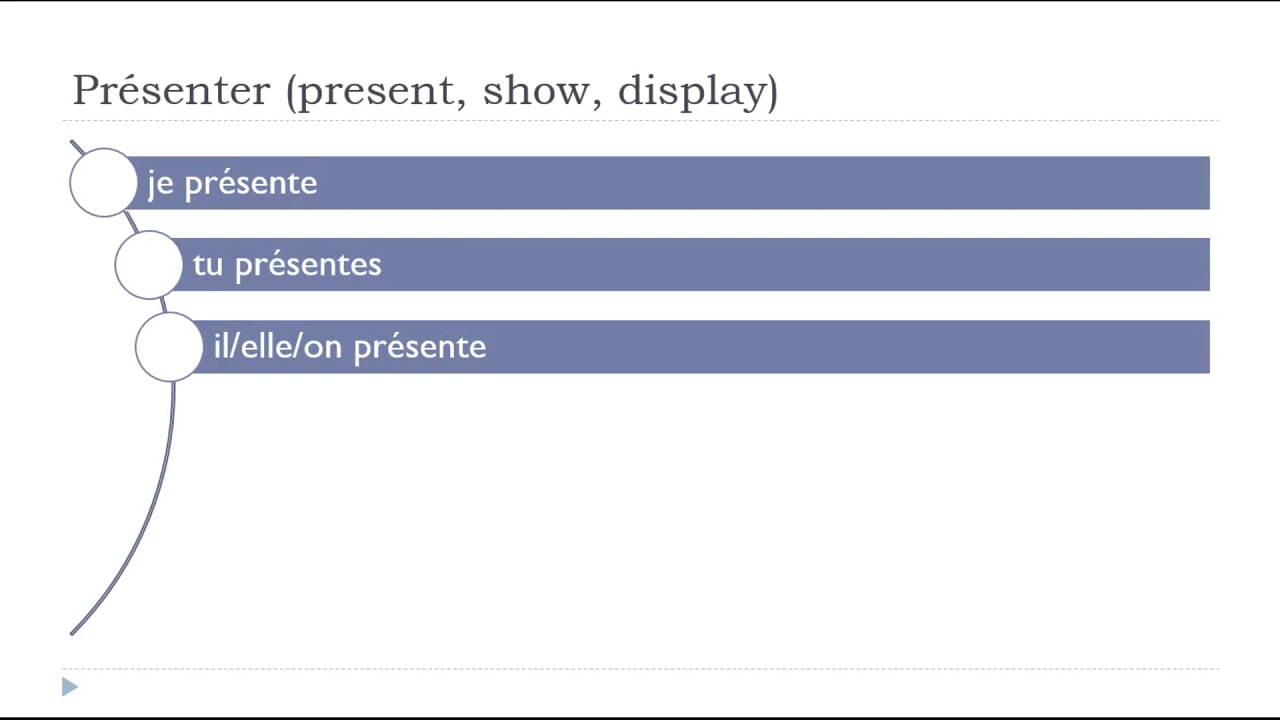 Présenter (present, show, display)
je présente
tu présentes
il/elle/on présente